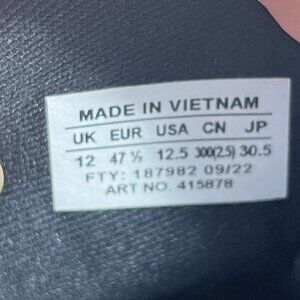 MADE IN VIETNAM
UK EUR USA CN JP
12 47 ⅓ 12.5 300(2.5) 30.5
FTY: 187982 09/22
ART NO. 415878